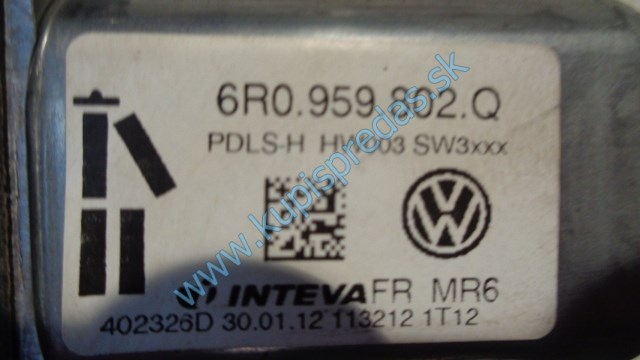 6R0.959.802.Q
PDLS-H HW003 SW3xxx
www.kupispredas.sk
INTEVA FR MR6
402326D 30.01.12 113212 1T12